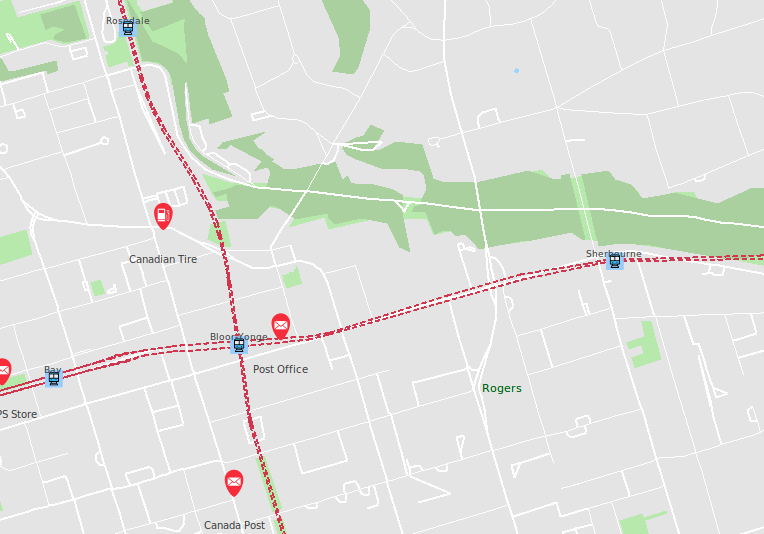 Rosedale
Canadian Tire
Sherbourne
Bloor-Yonge
Post Office
Bay
Rogers
PS Store
Canada Post